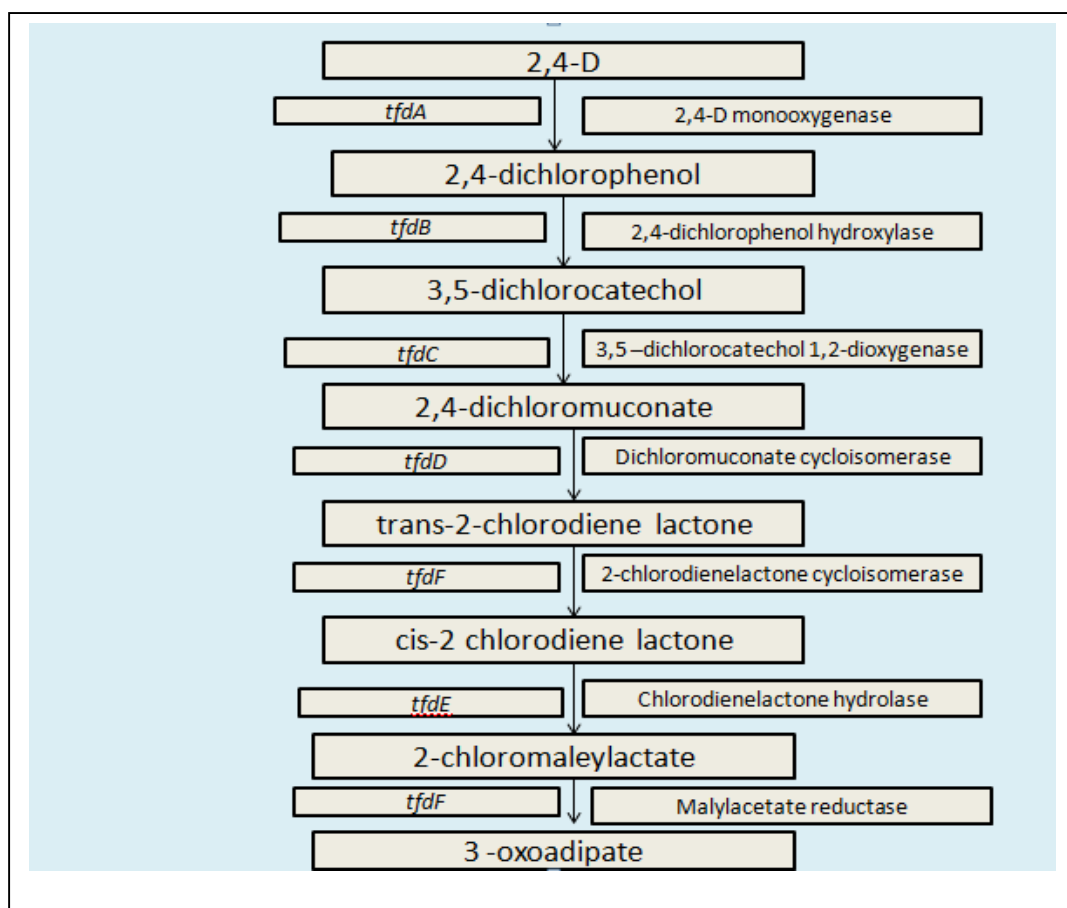 2,4-D
tfdA
2,4-D monooxygenase
2,4-dichlorophenol
tfdB
2,4-dichlorophenol hydroxylase
3,5-dichlorocatechol
tfdC
3,5–dichlorocatechol 1,2-dioxygenase
2,4-dichloromuconate
tfdD
Dichloromuconate cycloisomerase
trans-2-chlorodiene lactone
tfdF
2-chlorodienelactone cycloisomerase
cis-2 chlorodiene lactone
tfdE
Chlorodienelactone hydrolase
2-chloromaleylactate
tfdF
Malylacetate reductase
3 -oxoadipate